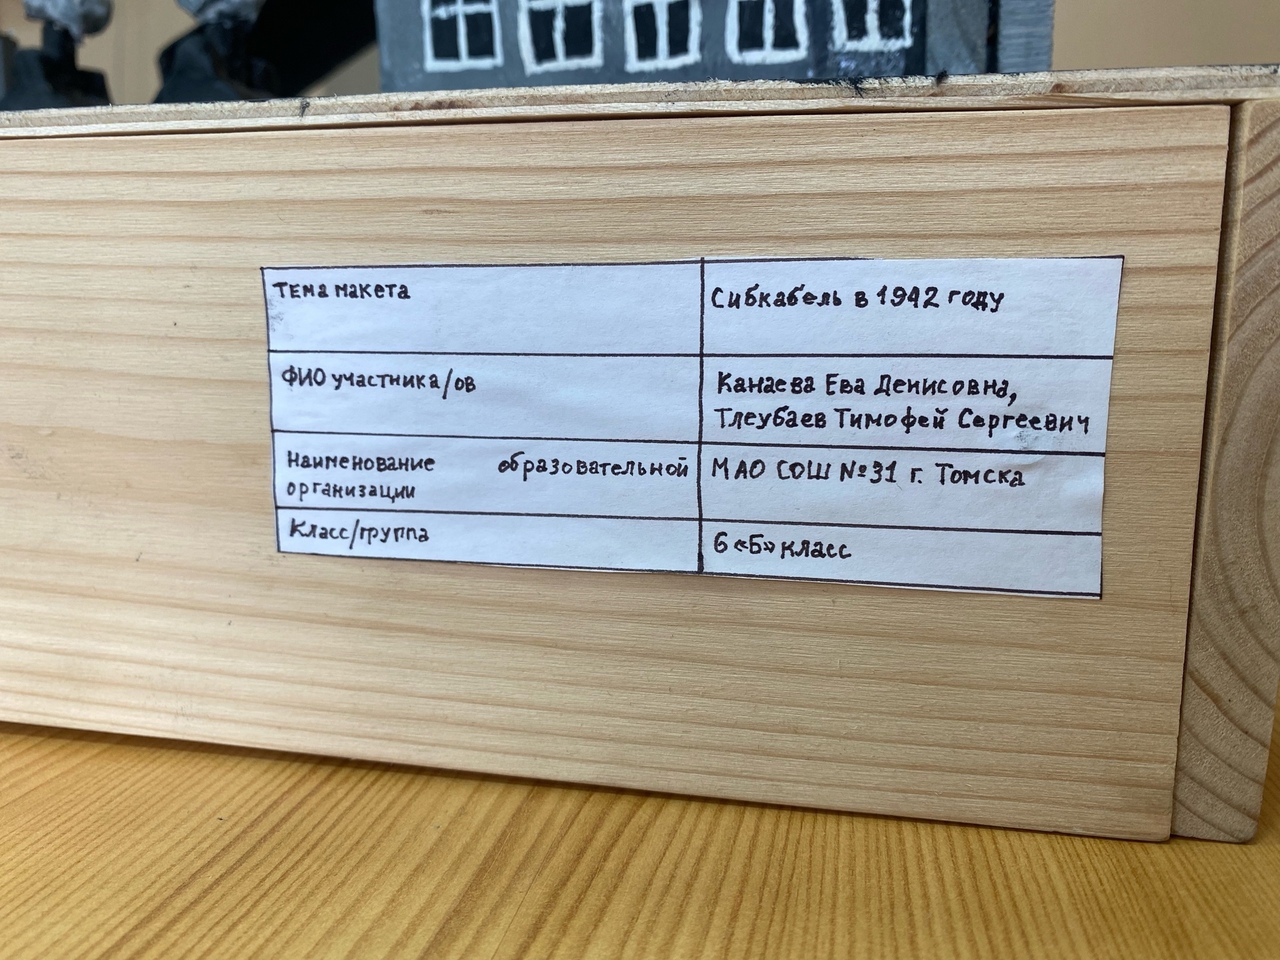 Тема макета
Сибкабель в 1942 году
ФИО участника/ов
Канаева Ева Денисовна,
Тлеубаев Тимофей Сергеевич
Наименование образовательной
организации
МАО СОШ №31 г. Томска
Класс/группа
6 «Б» класс